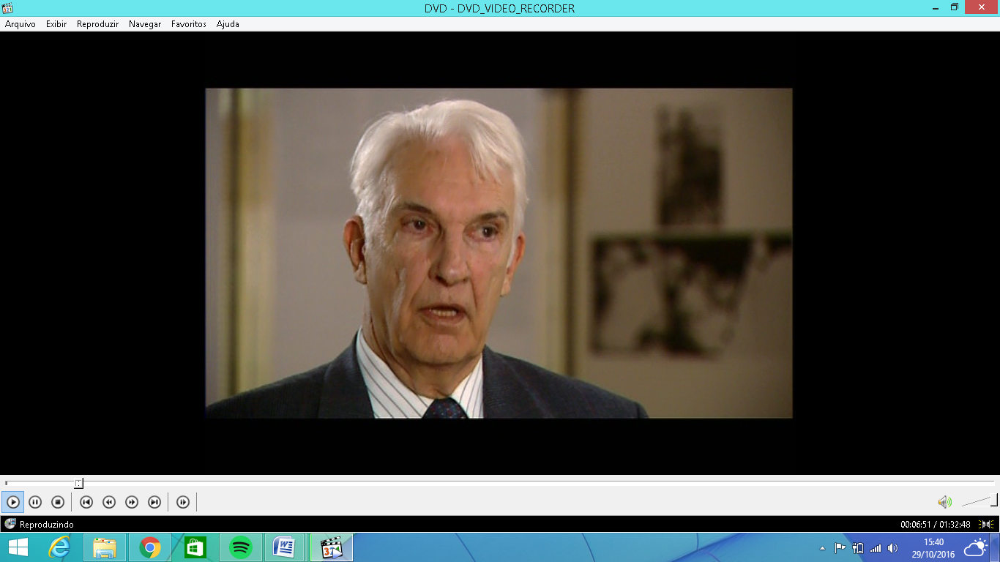 DVD - DVD_VIDEO_RECORDER
Arquivo Exibir Reproduzir Navegar Favoritos Ajuda
Reproduzindo
00:06:51 / 01:32:48
15:40
29/10/2016